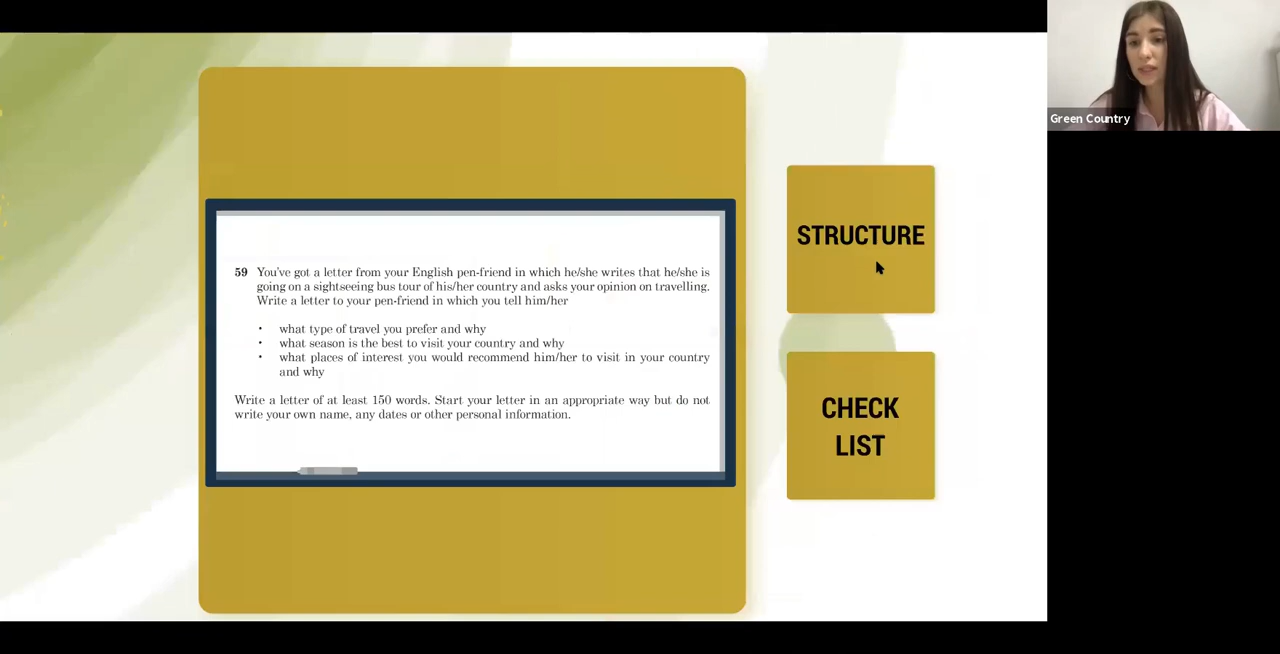 59 You've got a letter from your English pen-friend in which he/she writes that he/she is
going on a sightseeing bus tour of his/her country and asks your opinion on travelling.
Write a letter to your pen-friend in which you tell him/her
• what type of travel you prefer and why
• what season is the best to visit your country and why
• what places of interest you would recommend him/her to visit in your country
and why
Write a letter of at least 150 words. Start your letter in an appropriate way but do not
write your own name, any dates or other personal information.
STRUCTURE
CHECK
LIST
Green Country